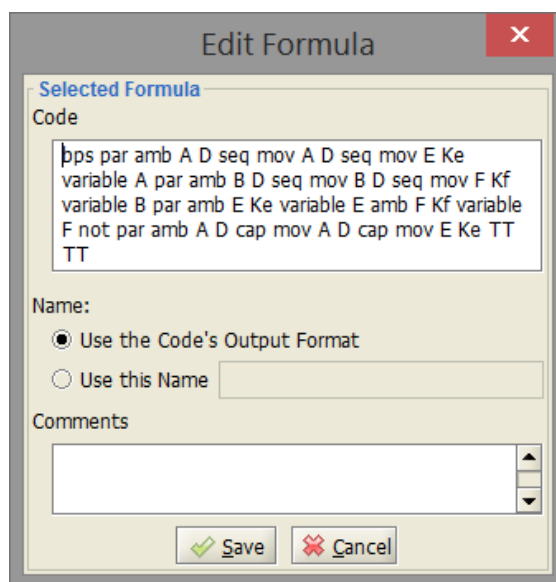 Edit Formula
x
Selected Formula
Code
bps par amb A D seq mov A D seq mov E Ke
variable A par amb B D seq mov B D seq mov F Kf
variable B par amb E Ke variable E amb F Kf variable
F not par amb A D cap mov A D cap mov E Ke TT
TT
Name:
Use the Code's Output Format
Use this Name
Comments
Save Cancel